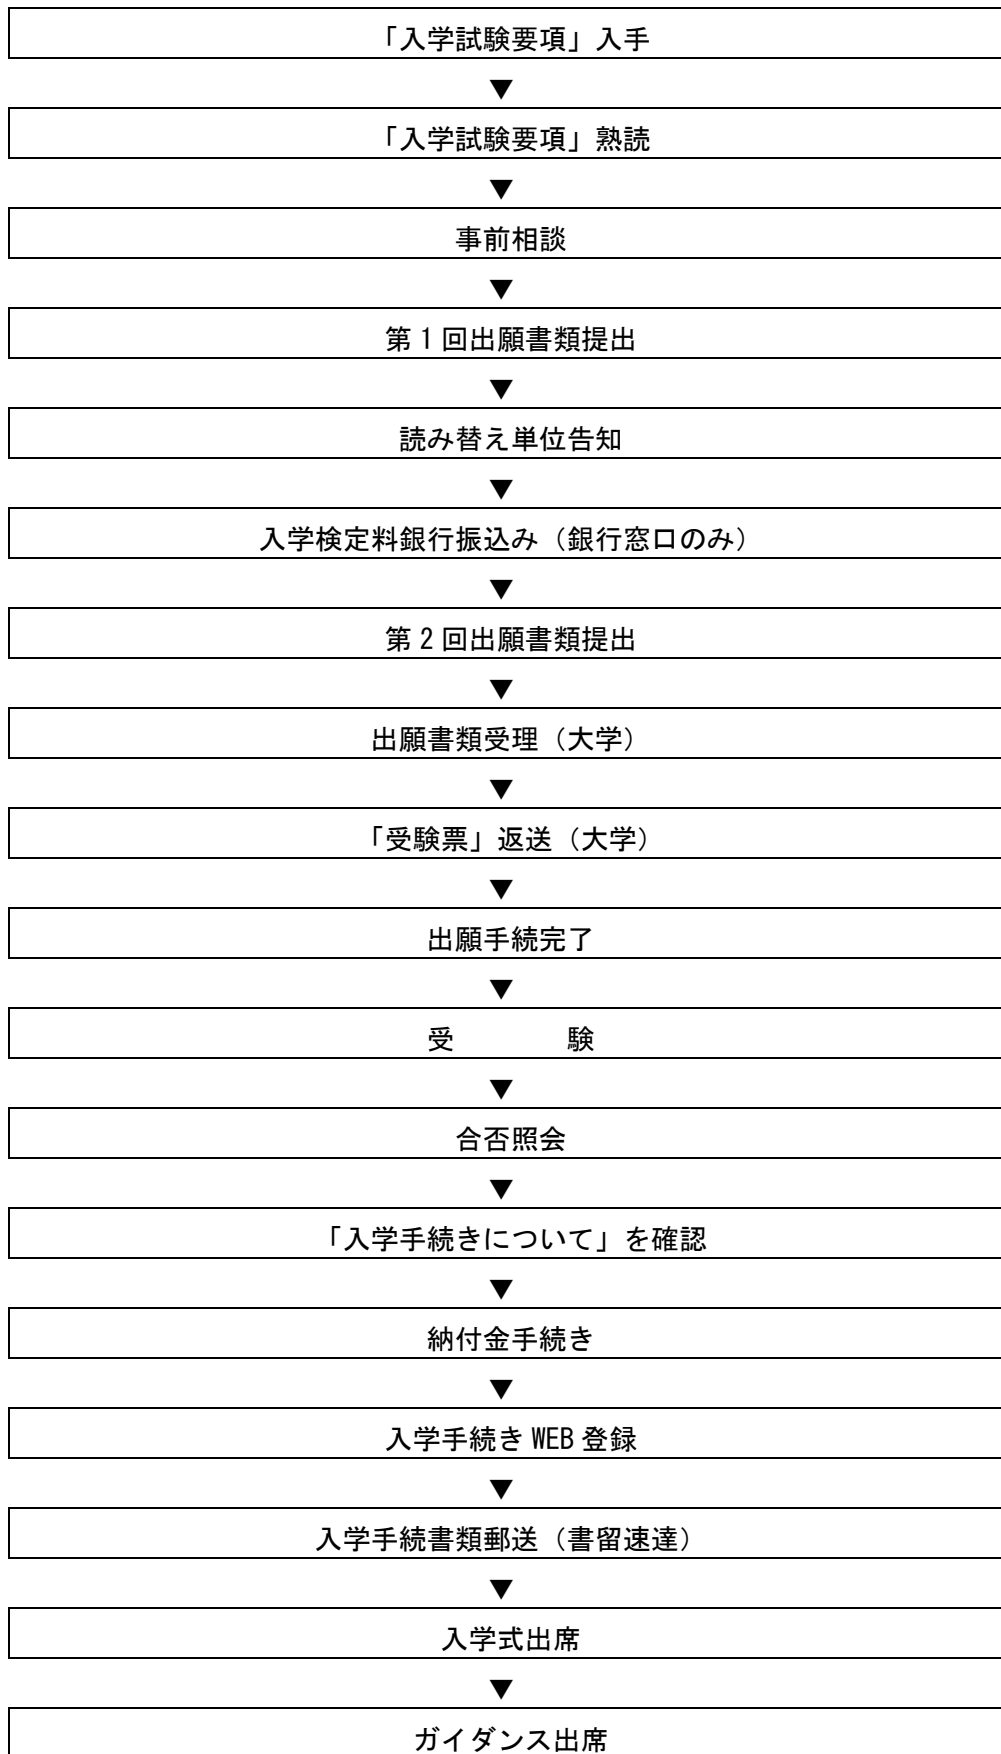 「入学試験要項」入手
▼
「入学試験要項」熟読
▼
事前相談
▼
第1回出願書類提出
▼
読み替え単位告知
▼
入学検定料銀行振込み（銀行窓口のみ）
▼
第2回出願書類提出
▼
出願書類受理（大学）
▼
「受験票」返送（大学）
▼
出願手続完了
▼
受　　　　験
▼
合否照会
▼
「入学手続きについて」を確認
▼
納付金手続き
▼
入学手続きWEB登録
▼
入学手続書類郵送（書留速達）
▼
入学式出席
▼
ガイダンス出席